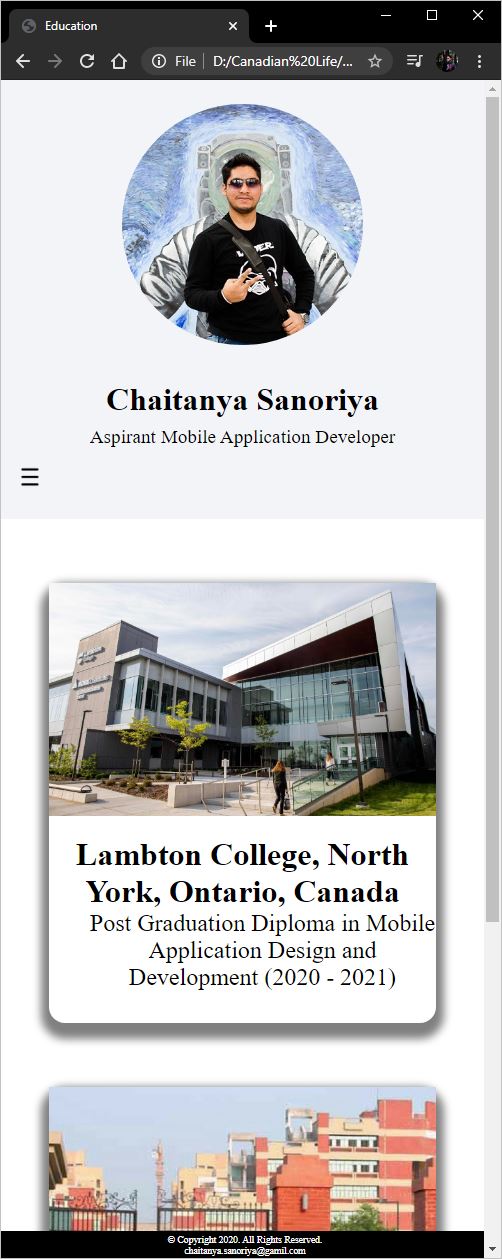 Education
File
D:/Canadian%20Life/...
Chaitanya Sanoriya
Aspirant Mobile Application Developer
Lambton College, North
York, Ontario, Canada
Post Graduation Diploma in Mobile
Application Design and
Development (2020 - 2021)
© Copyright 2020. All Rights Reserved.
chaitanya.sanoriya@gamil.com